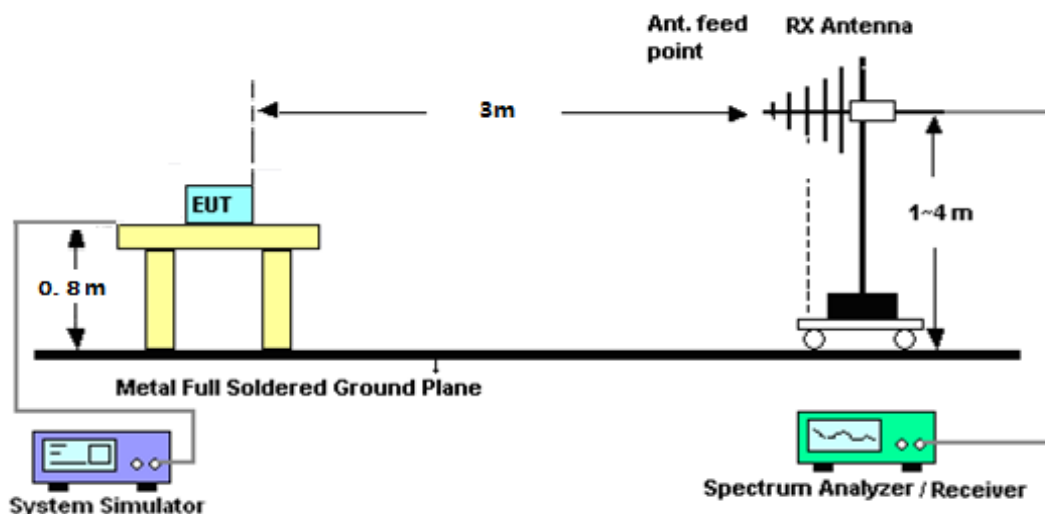 Ant. feed
point
RX Antenna
3m
EUT
1~4 m
0. 8 m
Metal Full Soldered Ground Plane
System Simulator
Spectrum Analyzer / Receiver